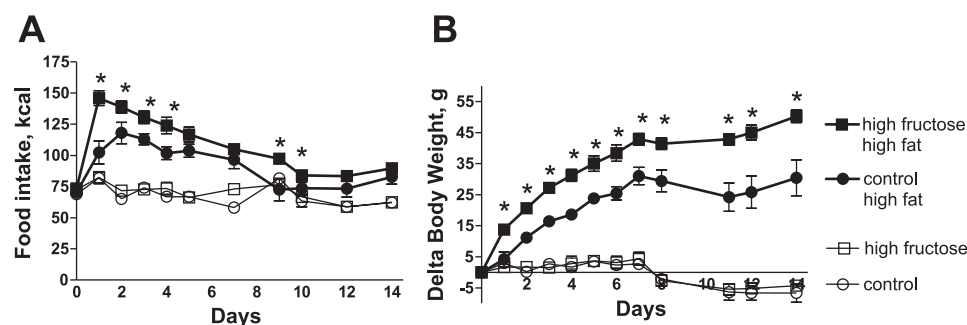 A
Food intake, kcal
175
150
125
100
75
50
25
0
* * * * * *
0 2 4 6 8 10 12 14
Days
B
Delta Body Weight, g
55
45
35
25
15
5
-5
* * * * * * * * * * *
2 4 6 8 10 12 14
Days
high fructose
high fat
control
high fat
high fructose
control